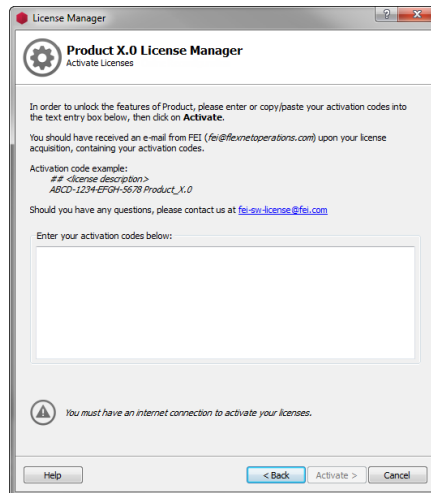 License Manager
Product X.0 License Manager
Activate Licenses
In order to unlock the features of Product, please enter or copy/paste your activation codes into
the text entry box below, then click on Activate.
You should have received an e-mail from FEI (fei@flexnetoperations.com) upon your license
acquisition, containing your activation codes.
Activation code example:
## <license description>
ABCD-1234-EFGH-5678 Product_X.0
Should you have any questions, please contact us at fei-sw-license@fei.com
Enter your activation codes below:
You must have an internet connection to activate your licenses.
Help
< Back
Activate >
Cancel